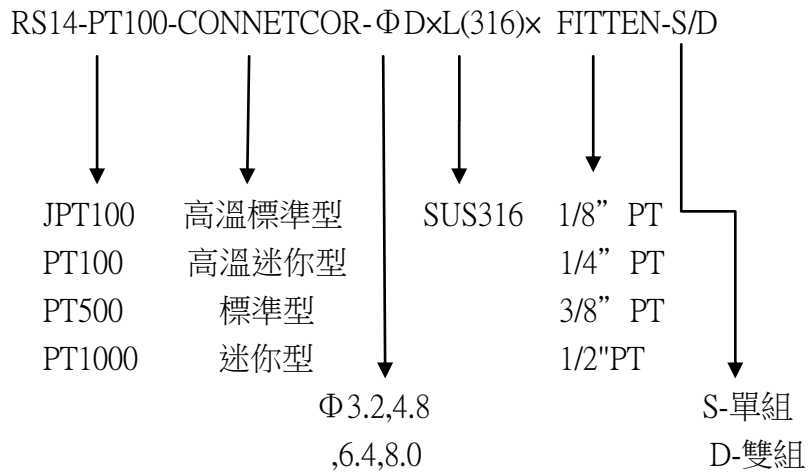 RS14-PT100-CONNETCOR-ΦD×L(316)× FITTEN-S/D
JPT100 高溫標準型 SUS316 1/8” PT
PT100 高溫迷你型 1/4” PT
PT500 標準型 3/8” PT
PT1000 迷你型 1/2"PT
Φ3.2,4.8 S-單組
,6.4,8.0 D-雙組